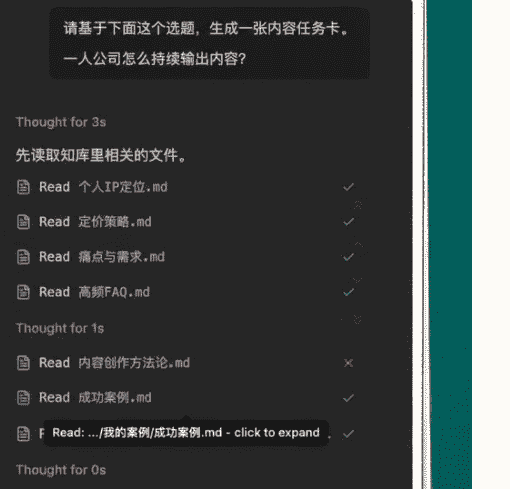 请基于下面这个选题，生成一张内容任务卡。
一人公司怎么持续输出内容?
Thought for 3s
先读取知库里相关的文件。
Read 个人IP定位.md
Read 定价策略.md
Read 痛点与需求.md
Read 高频FAQ.md
Thought for 1s
Read 内容创作方法论.md
Read 成功案例.md
Read: .../我的案例/成功案例.md - click to expand
Thought for 0s